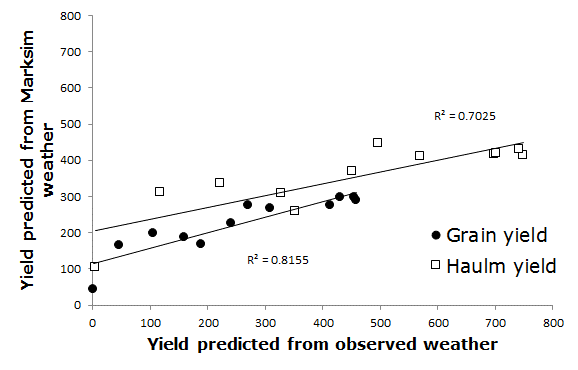 800
700
600
500
400
300
200
100
0
Yield predicted from Marksim
weather
R² = 0.7025
R² = 0.8155
Grain yield
Haulm yield
0 100 200 300 400 500 600 700 800
Yield predicted from observed weather